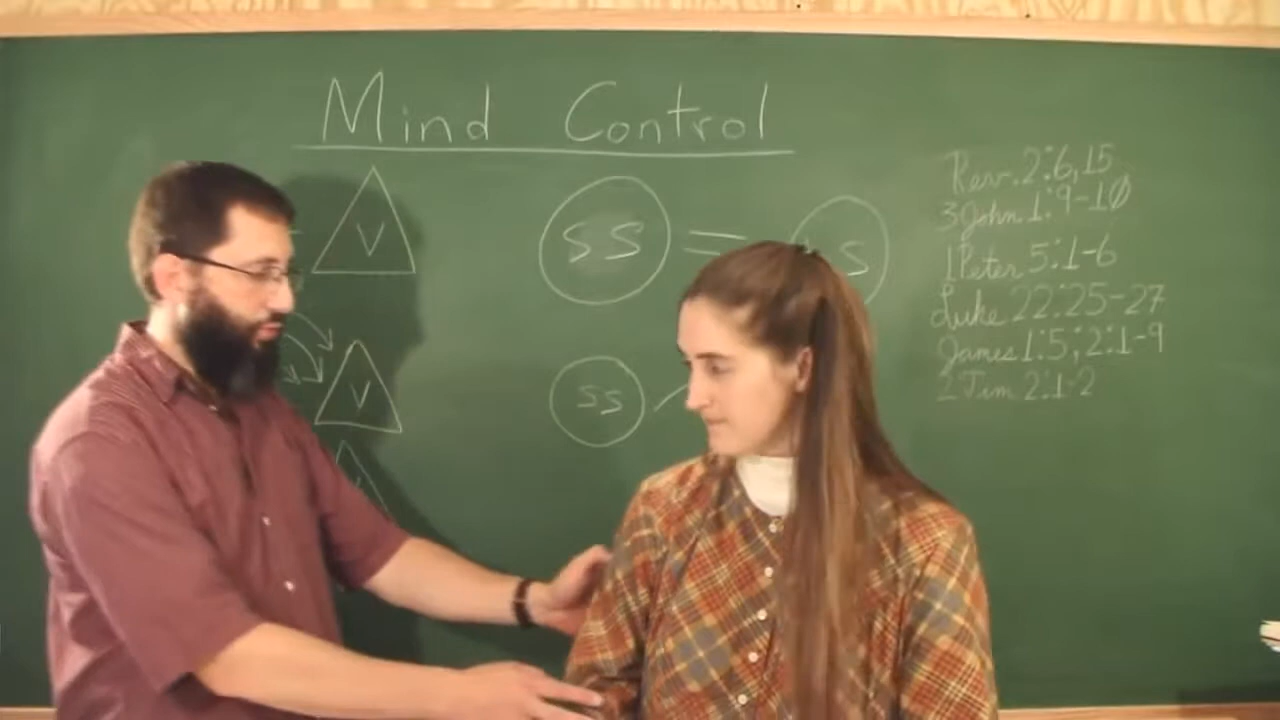 Mind Control
V
SS = S
V
SS
Rev. 2:6,15
3 John 1:9-10
1 Peter 5:1-6
Luke 22:25-27
James 1:5; 2:1-9
2 Tim 2:1-2